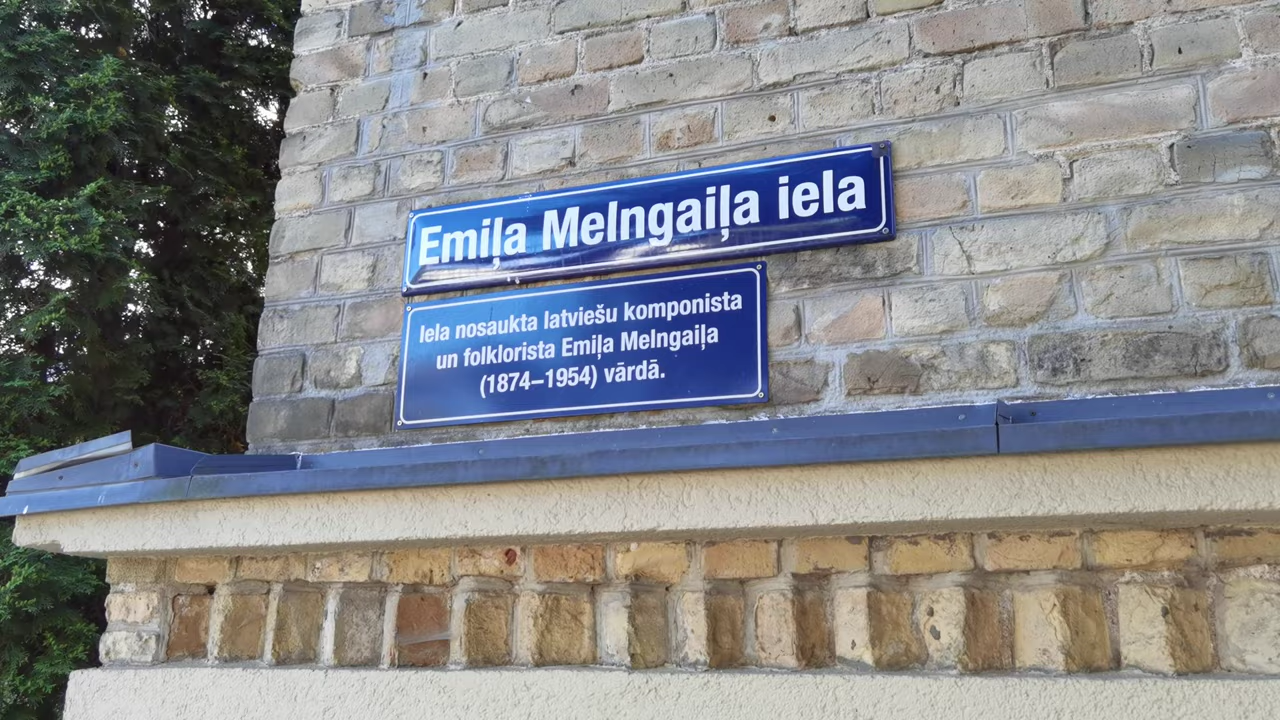 Emiļa Melngaiļa iela
Iela nosaukta latviešu komponista
un folklorista Emiļa Melngaiļa
(1874–1954) vārdā.